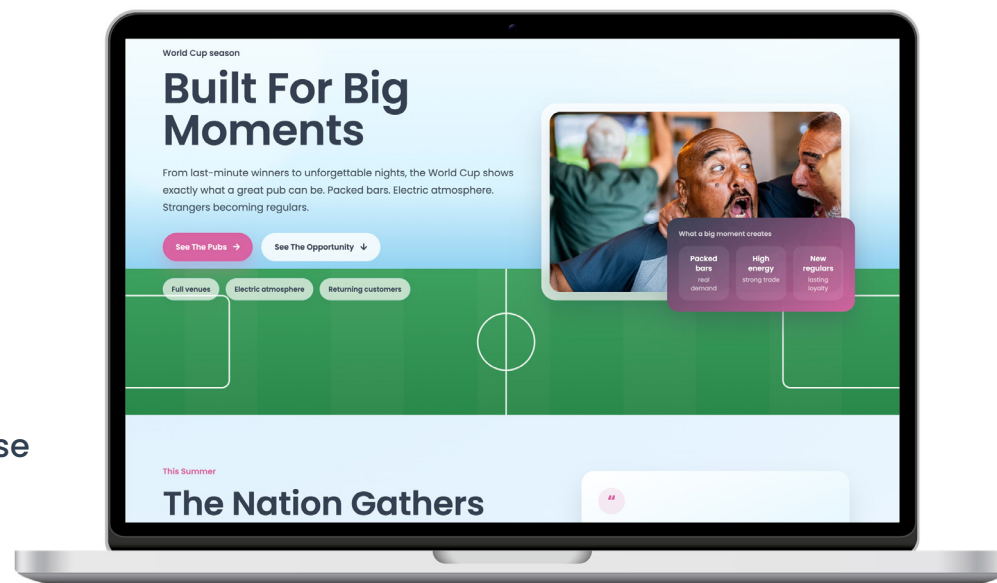 World Cup season
Built For Big
Moments
From last-minute winners to unforgettable nights, the World Cup shows
exactly what a great pub can be. Packed bars. Electric atmosphere.
Strangers becoming regulars.
See The Pubs →
See The Opportunity ↓
Full venues
Electric atmosphere
Returning customers
What a big moment creates
Packed
bars
real
demand
High
energy
strong trade
New
regulars
lasting
loyalty
se
This Summer
The Nation Gathers
“